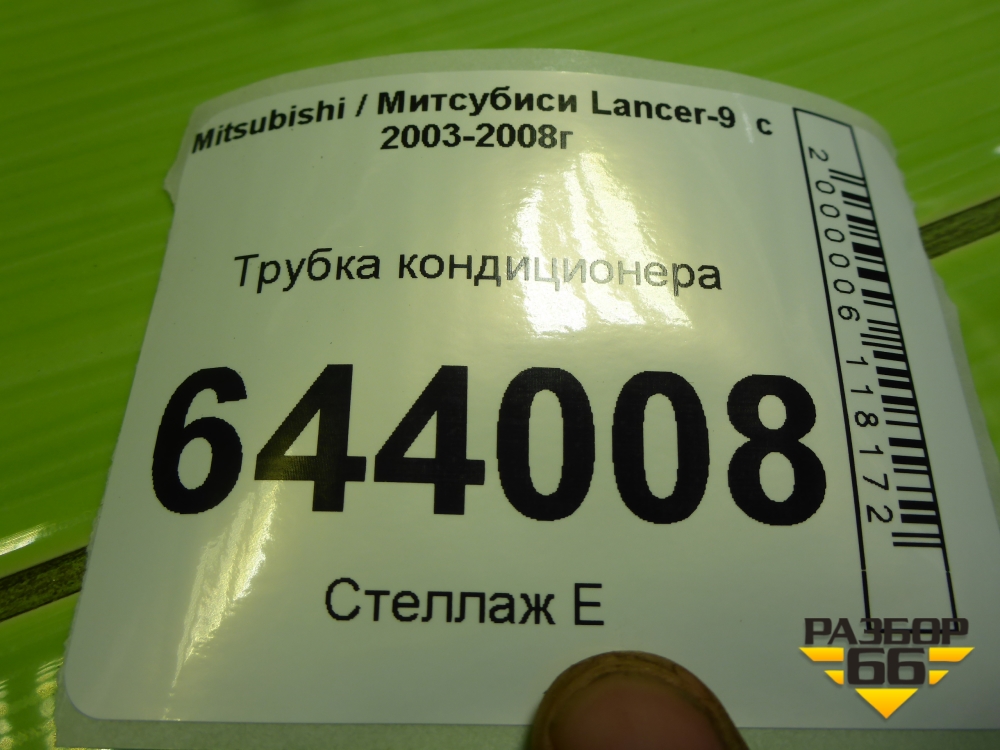 Mitsubishi / Митсубиси Lancer-9 с
2003-2008г
Трубка кондиционера
644008
Стеллаж Е
2000006118172
РАЗБОР
66